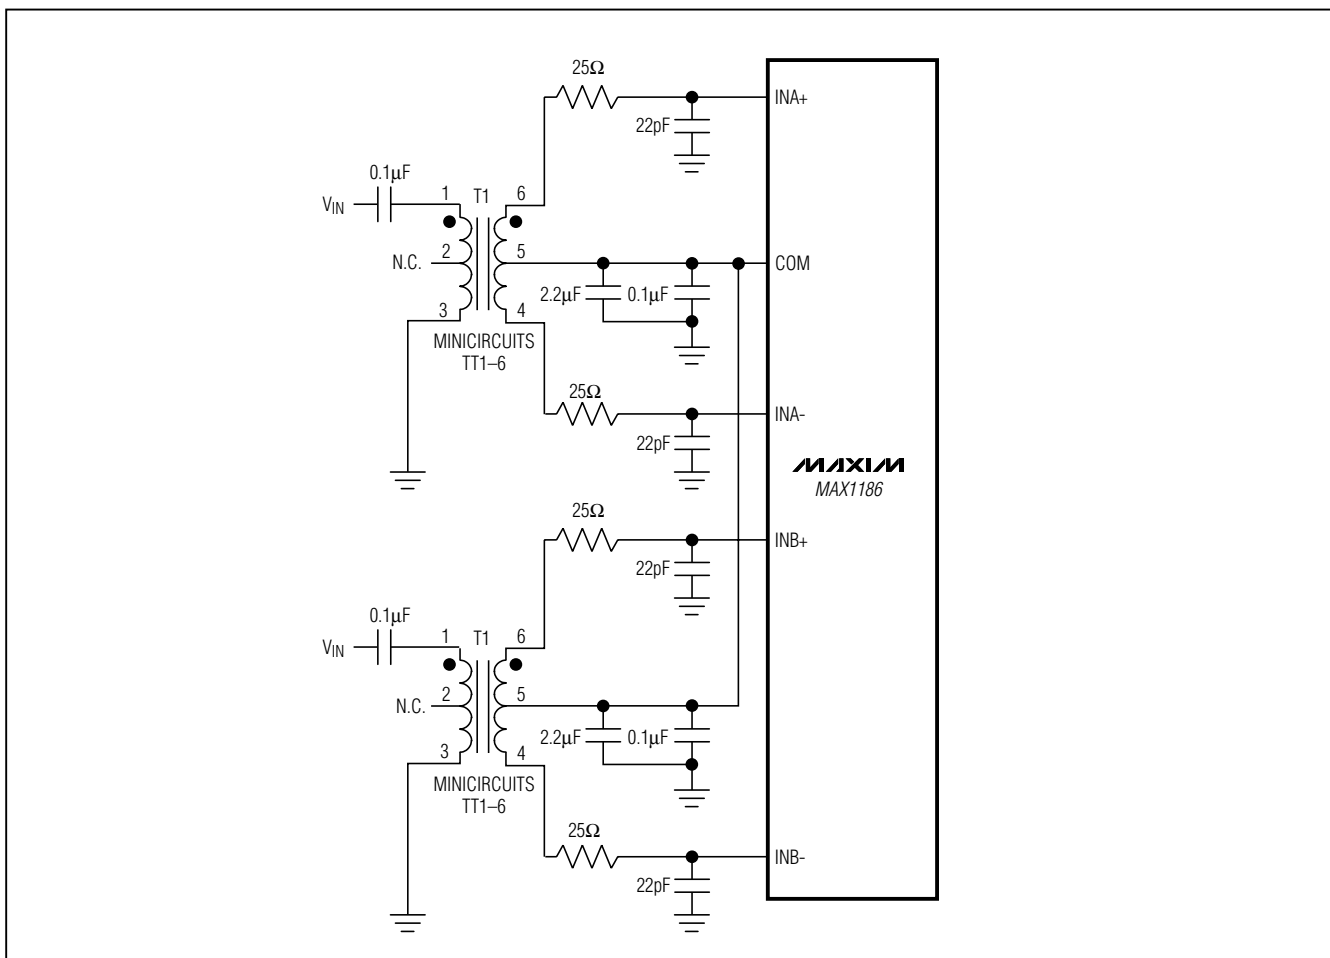 25Ω
INA+
22pF
0.1μF
VIN
1
T1
6
2
5
N.C.
COM
2.2μF
0.1μF
3
4
MINICIRCUITS
TT1–6
25Ω
INA-
22pF
MAXIM
MAX1186
25Ω
INB+
22pF
0.1μF
VIN
1
T1
6
2
5
N.C.
2.2μF
0.1μF
3
4
MINICIRCUITS
TT1–6
25Ω
INB-
22pF